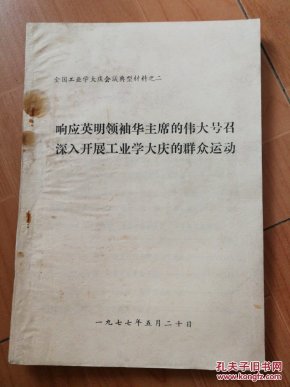 全国工业学大庆会议典型材料之二
响应英明领袖华主席的伟大号召
深入开展工业学大庆的群众运动
一九七七年五月二十日
孔夫子旧书网